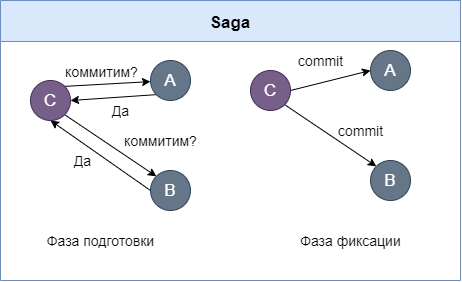 Saga
коммитим?
A
C
Да
коммитим?
Да
B
Фаза подготовки
commit
A
C
commit
B
Фаза фиксации